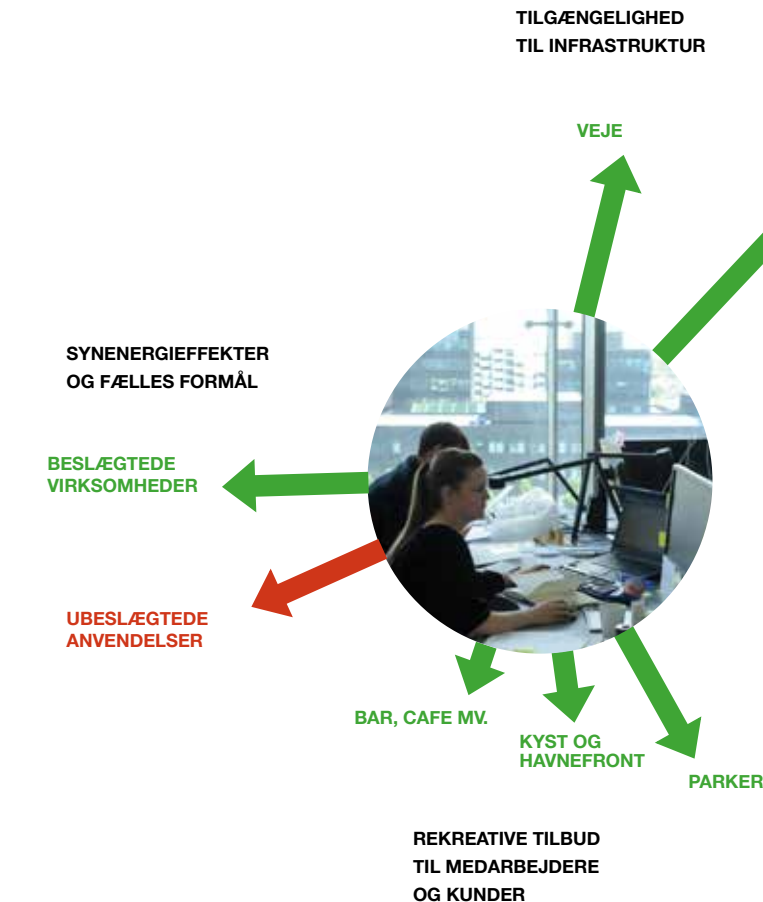 TILGÆNGELIGHED
TIL INFRASTRUKTUR
VEJE
SYNENERGIEFFEKTER
OG FÆLLES FORMÅL
BESLÆGTEDE
VIRKSOMHEDER
UBESLÆGTEDE
ANVENDELSER
BAR, CAFE MV.
KYST OG
HAVNEFRONT
PARKER
REKREATIVE TILBUD
TIL MEDARBEJDERE
OG KUNDER